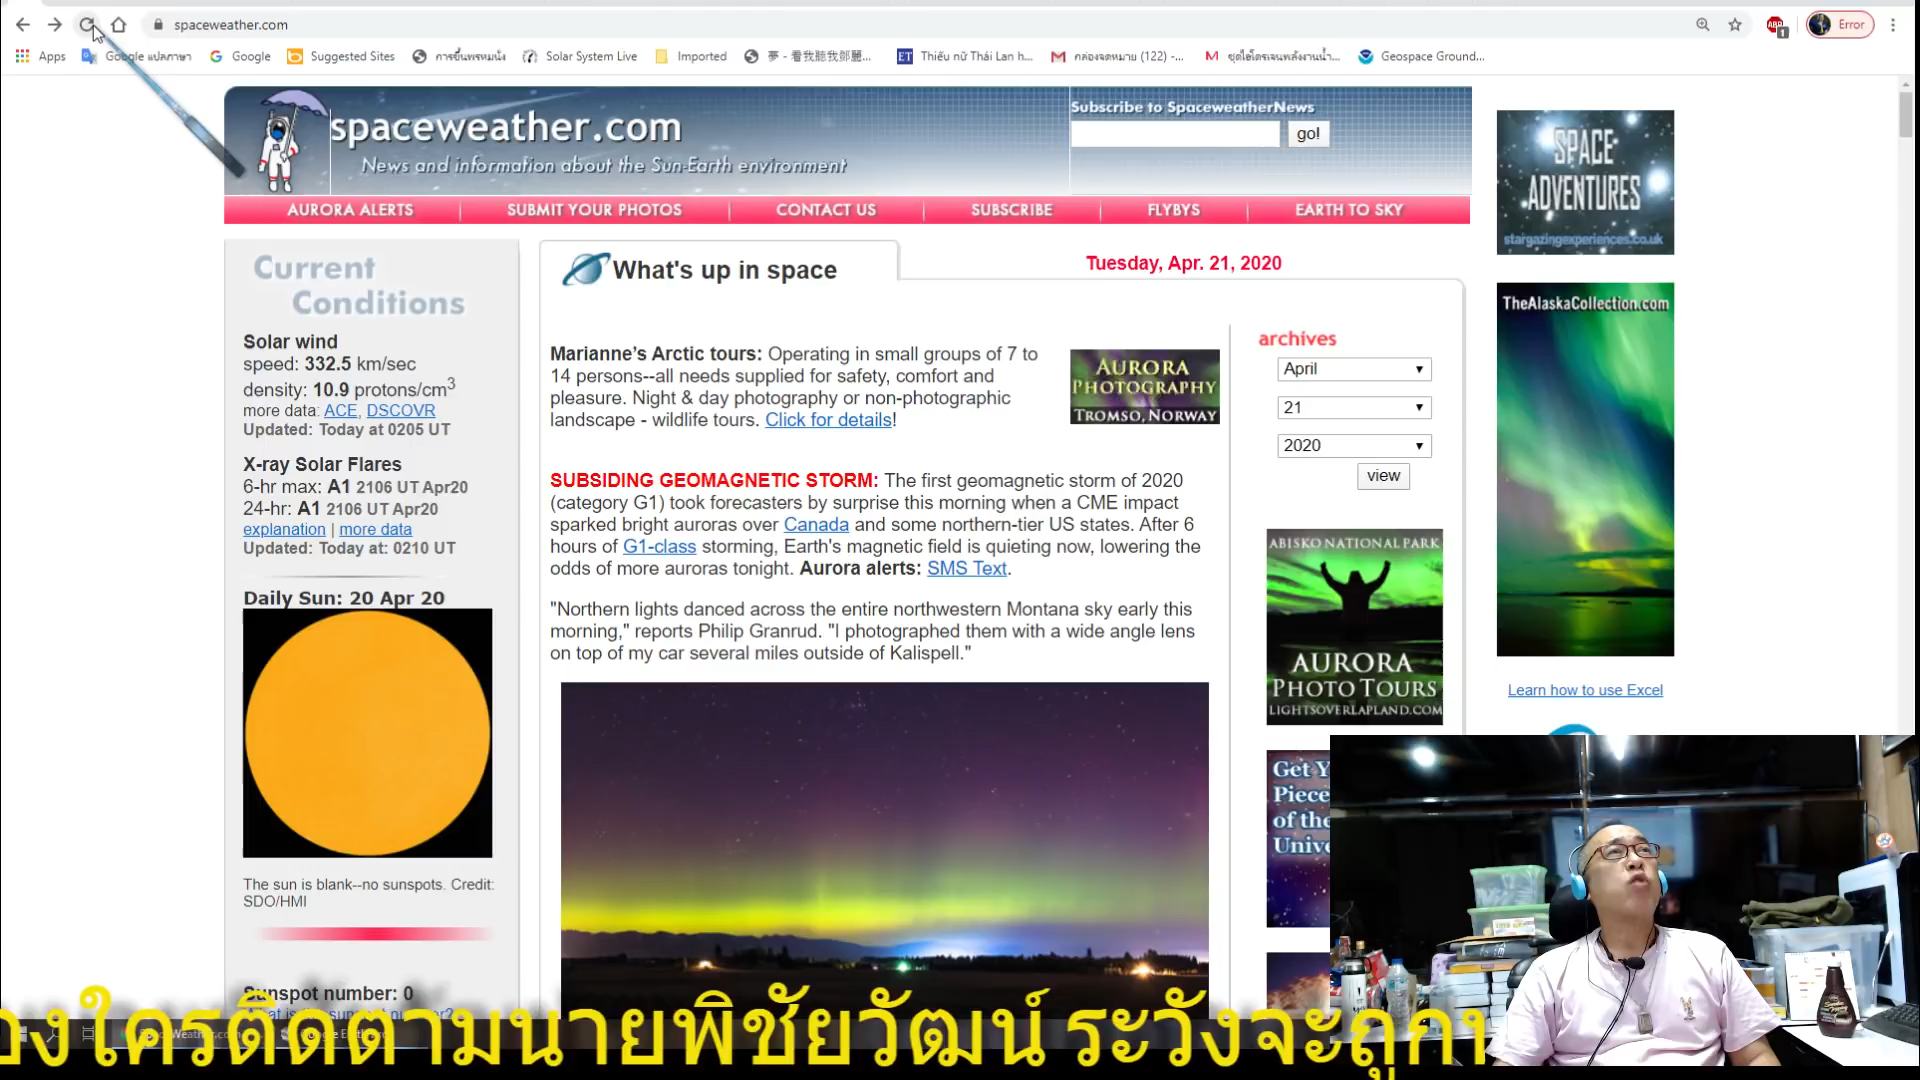 spaceweather.com
Error
Apps
Google แปลภาษา
Google
Suggested Sites
การขึ้นพรหมนั่ง
Solar System Live
Imported
夢 - 看我聽我鄧麗...
ET Thiếu nữ Thái Lan h...
กล่องจดหมาย (122) -...
ชุดไฮโดรเจนพลังงานน้ำ...
Geospace Ground...
spaceweather.com
News and information about the Sun-Earth environment
Subscribe to SpaceweatherNews
go!
AURORA ALERTS
SUBMIT YOUR PHOTOS
CONTACT US
SUBSCRIBE
FLYBYS
EARTH TO SKY
Current
Conditions
Solar wind
speed: 332.5 km/sec
density: 10.9 protons/cm3
more data: ACE, DSCOVR
Updated: Today at 0205 UT
X-ray Solar Flares
6-hr max: A1 2106 UT Apr20
24-hr: A1 2106 UT Apr20
explanation | more data
Updated: Today at: 0210 UT
Daily Sun: 20 Apr 20
The sun is blank--no sunspots. Credit:
SDO/HMI
Sunspot number: 0
What's up in space
Tuesday, Apr. 21, 2020
Marianne’s Arctic tours: Operating in small groups of 7 to
14 persons--all needs supplied for safety, comfort and
pleasure. Night & day photography or non-photographic
landscape - wildlife tours. Click for details!
AURORA
PHOTOGRAPHY
TROMSO, NORWAY
SUBSIDING GEOMAGNETIC STORM: The first geomagnetic storm of 2020
(category G1) took forecasters by surprise this morning when a CME impact
sparked bright auroras over Canada and some northern-tier US states. After 6
hours of G1-class storming, Earth's magnetic field is quieting now, lowering the
odds of more auroras tonight. Aurora alerts: SMS Text.
"Northern lights danced across the entire northwestern Montana sky early this
morning," reports Philip Granrud. "I photographed them with a wide angle lens
on top of my car several miles outside of Kalispell."
archives
April
21
2020
view
ABISKO NATIONAL PARK
AURORA
PHOTO TOURS
LIGHTSOVERLAPLAND.COM
Get Y
Piece
of the
Unive
SPACE
ADVENTURES
stargazingexperiences.co.uk
TheAlaskaCollection.com
Learn how to use Excel
องใครติดตามนายพิชัยวัฒน์ ระวังจะถูกห